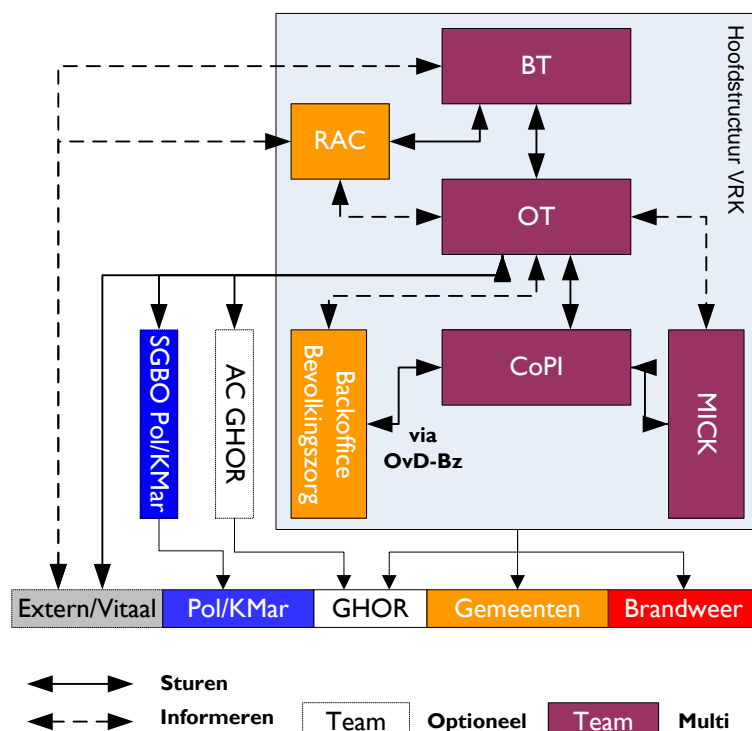 Hoofdstructuur VRK
BT
RAC
OT
SGBO Pol/KMar
AC GHOR
Backoffice
Bevolkingszorg
CoPI
MICK
via
OvD-Bz
Extern/Vitaal
Pol/KMar
GHOR
Gemeenten
Brandweer
Sturen
Informeren
Team
Optioneel
Team
Multi